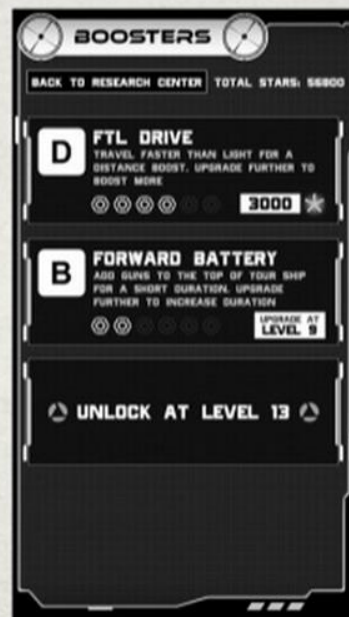 BOOSTERS
BACK TO RESEARCH CENTER TOTAL STARS: 56800
D
FTL DRIVE
TRAVEL FASTER THAN LIGHT FOR A
DISTANCE BOOST. UPGRADE FURTHER TO
BOOST MORE
3000
B
FORWARD BATTERY
ADD GUNS TO THE TOP OF YOUR SHIP
FOR A SHORT DURATION. UPGRADE
FURTHER TO INCREASE DURATION
UPGRADE AT
LEVEL 9
UNLOCK AT LEVEL 13